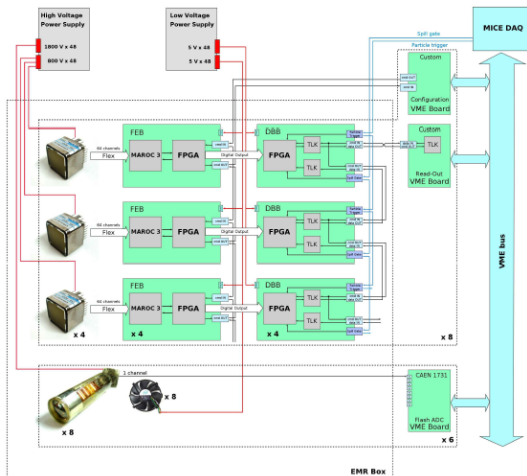 High Voltage
Power Supply
1800 V x 48
800 V x 48
Low Voltage
Power Supply
5 V x 48
5 V x 48
MICE DAQ
Spill gate
Particle trigger
Custom
Configuration
VME Board
FEB
DBB
Custom
TLK
Read-Out
VME Board
64 channels
Flex
MAROC 3
FPGA
Digital Output
FPGA
TLK
TLK
FEB
DBB
64 channels
Flex
MAROC 3
FPGA
Digital Output
FPGA
TLK
TLK
VME bus
FEB
DBB
64 channels
Flex
MAROC 3
FPGA
Digital Output
FPGA
TLK
TLK
x 4
x 4
x 4
x 8
1 channel
CAEN 1731
x 8
x 8
Flash ADC
VME Board
x 6
EMR Box